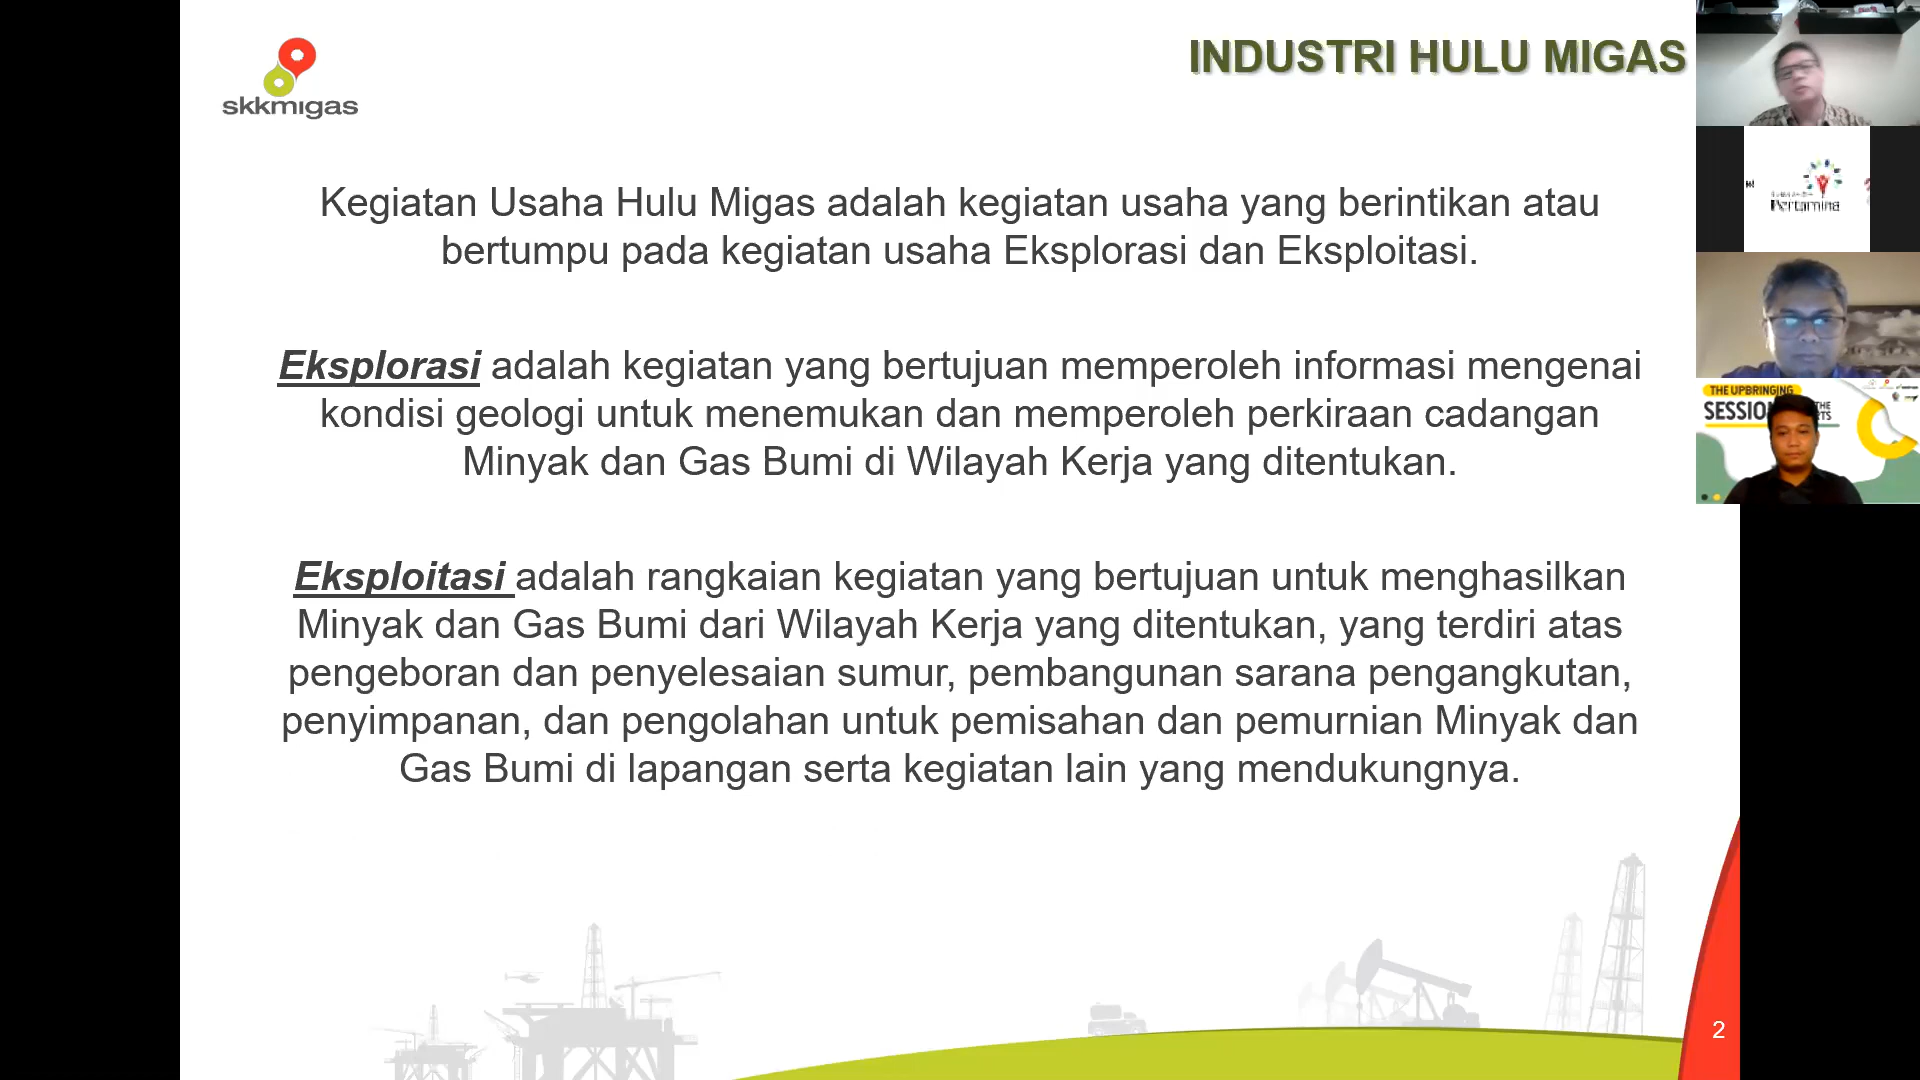 skkmigas
INDUSTRI HULU MIGAS
Kegiatan Usaha Hulu Migas adalah kegiatan usaha yang berintikan atau
bertumpu pada kegiatan usaha Eksplorasi dan Eksploitasi.
Eksplorasi adalah kegiatan yang bertujuan memperoleh informasi mengenai
kondisi geologi untuk menemukan dan memperoleh perkiraan cadangan
Minyak dan Gas Bumi di Wilayah Kerja yang ditentukan.
Eksploitasi adalah rangkaian kegiatan yang bertujuan untuk menghasilkan
Minyak dan Gas Bumi dari Wilayah Kerja yang ditentukan, yang terdiri atas
pengeboran dan penyelesaian sumur, pembangunan sarana pengangkutan,
penyimpanan, dan pengolahan untuk pemisahan dan pemurnian Minyak dan
Gas Bumi di lapangan serta kegiatan lain yang mendukungnya.
2
Pertamina
THE UPBRINGING
SESSIO THE